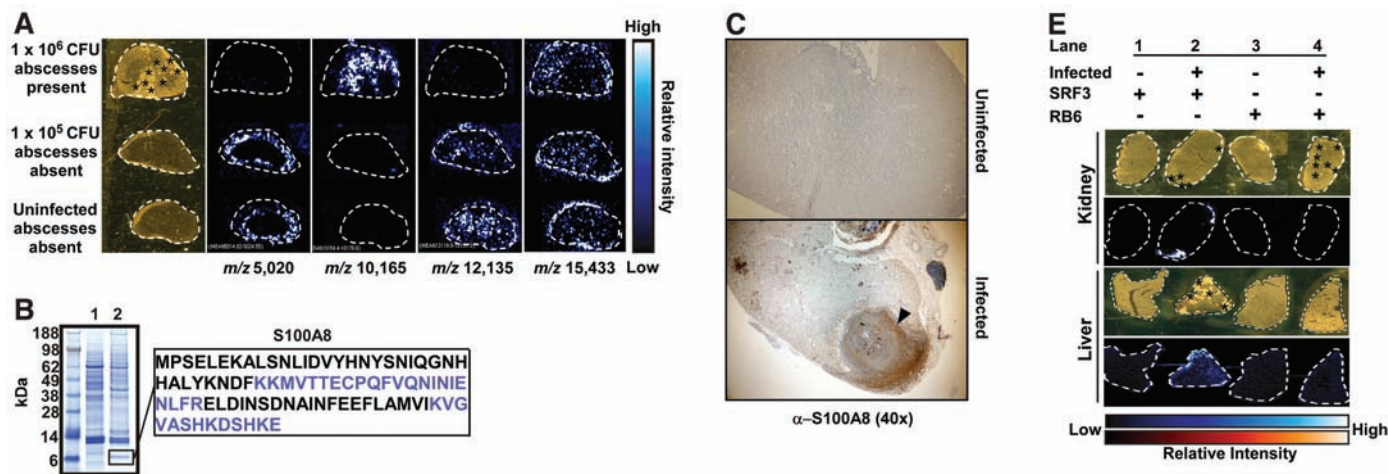 A
1 x 10⁶ CFU
abscesses
present
1 x 10⁵ CFU
abscesses
absent
Uninfected
abscesses
absent
m/z 5,020
m/z 10,165
m/z 12,135
m/z 15,433
High
Relative intensity
Low
B
1 2
kDa
188
98
62
49
38
28
14
6
S100A8
MPSELEKALSNLIDVYHNYSNIQGNH
HALYKNDFKKMVTTECPQFVQNINIE
NLFRELDINSDNAINFEEFLAMVIKVG
VASHKDSHKE
C
Uninfected
Infected
α–S100A8 (40x)
E
Lane 1 2 3 4
Infected - + - +
SRF3 + + - -
RB6 - - + +
Kidney
Liver
Low High
Relative Intensity